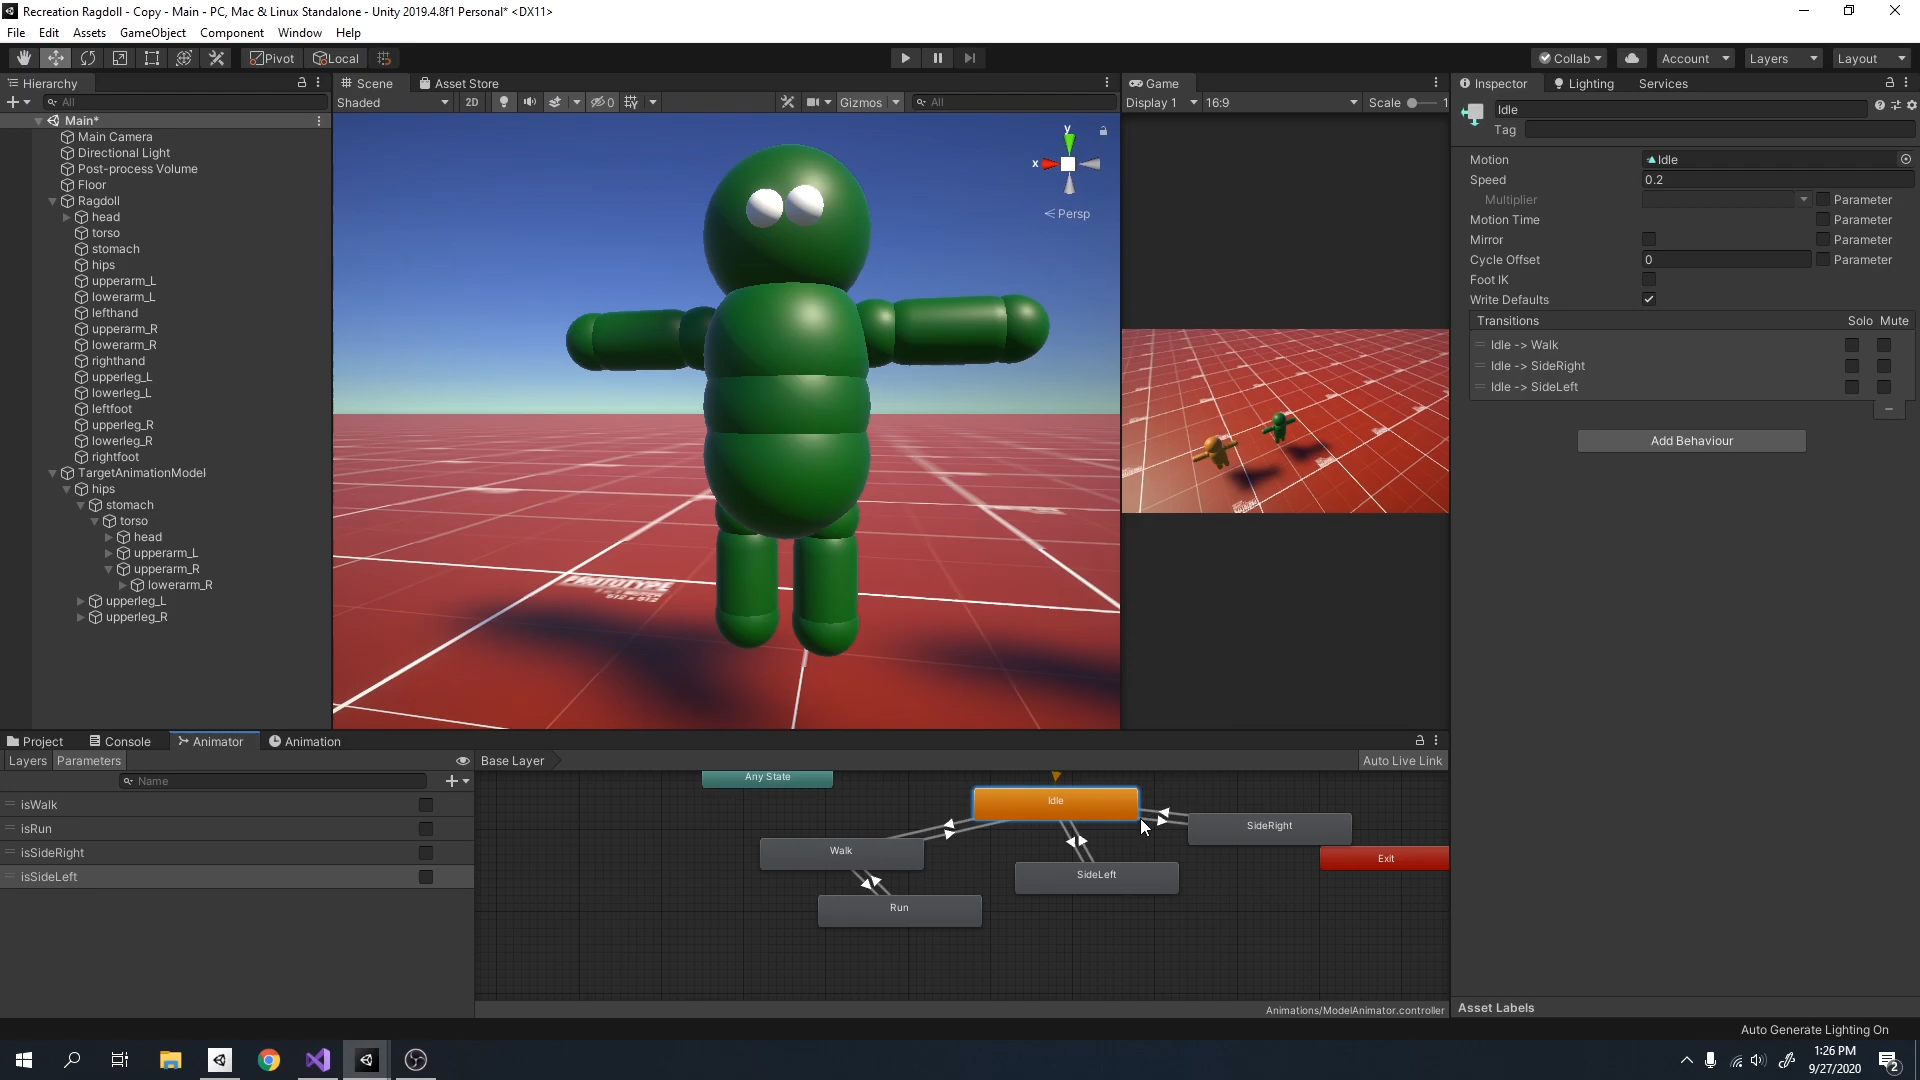 Recreation Ragdoll - Copy - Main - PC, Mac & Linux Standalone - Unity 2019.4.8f1 Personal* <DX11>
File Edit Assets GameObject Component Window Help
Pivot Local Collab Account Layers Layout
Hierarchy
All
Main*
Main Camera
Directional Light
Post-process Volume
Floor
Ragdoll
head
torso
stomach
hips
upperarm_L
lowerarm_L
lefthand
upperarm_R
lowerarm_R
righthand
upperleg_L
lowerleg_L
leftfoot
upperleg_R
lowerleg_R
rightfoot
TargetAnimationModel
hips
stomach
torso
head
upperarm_L
upperarm_R
lowerarm_R
upperleg_L
upperleg_R
Scene Asset Store
Shaded 2D 0 Gizmos All
y
x
Persp
PROTOTYPE
512 x 512
Game
Display 1 16:9 Scale 1
Inspector Lighting Services
Idle
Tag
Motion Idle
Speed 0.2
Multiplier Parameter
Motion Time Parameter
Mirror Parameter
Cycle Offset 0 Parameter
Foot IK
Write Defaults
Transitions Solo Mute
Idle -> Walk
Idle -> SideRight
Idle -> SideLeft
Add Behaviour
Asset Labels
Project Console Animator Animation
Layers Parameters
Name
isWalk
isRun
isSideRight
isSideLeft
Base Layer Auto Live Link
Any State
Idle
SideRight
Walk
Exit
SideLeft
Run
Animations/ModelAnimator.controller
Auto Generate Lighting On
1:26 PM
9/27/2020
2